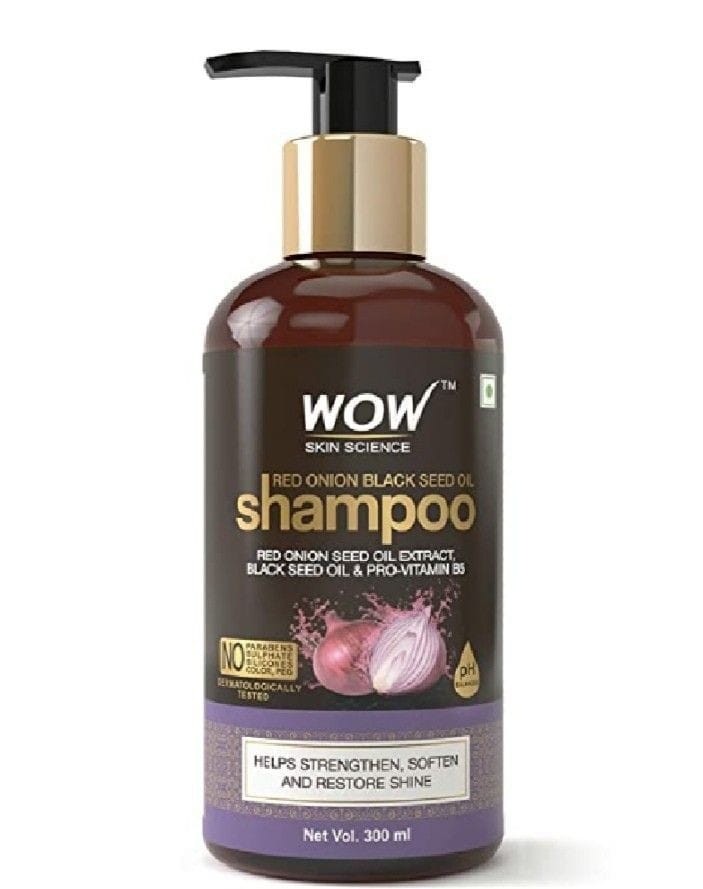 WOW™
SKIN SCIENCE
RED ONION BLACK SEED OIL
shampoo
RED ONION SEED OIL EXTRACT,
BLACK SEED OIL & PRO-VITAMIN B5
NO
PARABENS
SULPHATE
SILICONES
COLOR, PEG
DERMATOLOGICALLY
TESTED
pH
BALANCED
HELPS STRENGTHEN, SOFTEN
AND RESTORE SHINE
Net Vol. 300 ml